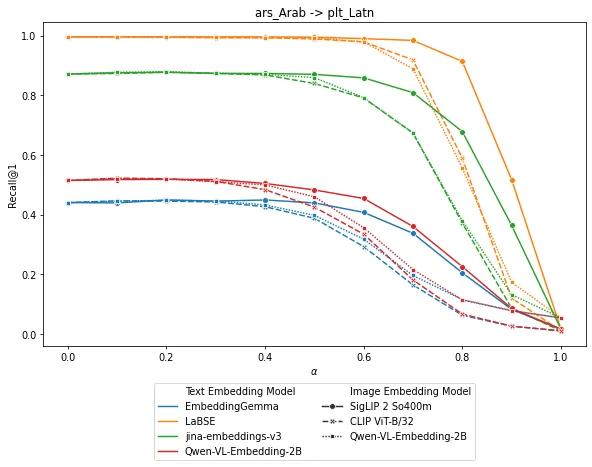 ars_Arab -> plt_Latn
Recall@1
1.0
0.8
0.6
0.4
0.2
0.0
0.0 0.2 0.4 0.6 0.8 1.0
α
Text Embedding Model
EmbeddingGemma
LaBSE
jina-embeddings-v3
Qwen-VL-Embedding-2B
Image Embedding Model
SigLIP 2 So400m
CLIP ViT-B/32
Qwen-VL-Embedding-2B